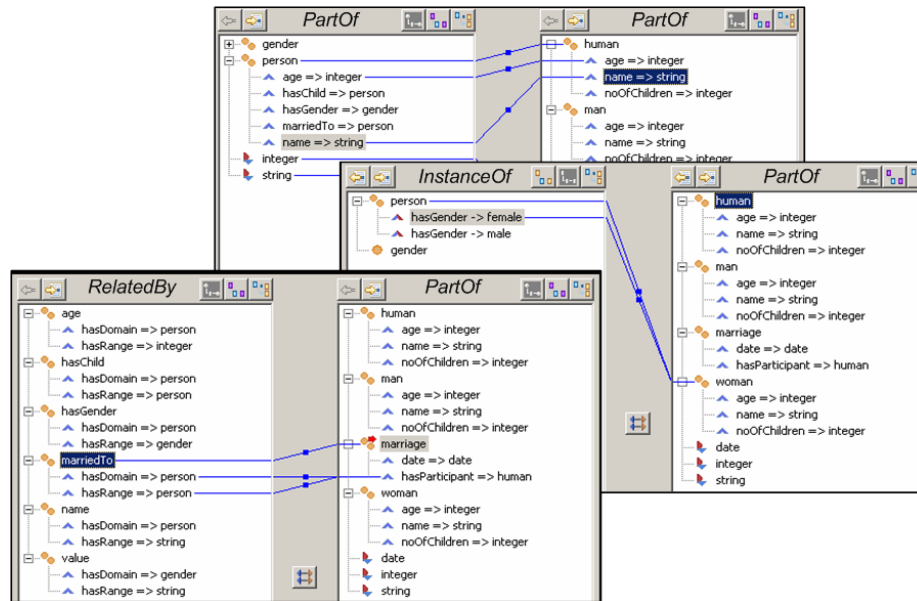 PartOf
gender
person
age => integer
hasChild => person
hasGender => gender
marriedTo => person
name => string
integer
string
PartOf
human
age => integer
name => string
noOfChildren => integer
man
age => integer
name => string
noOfChildren => integer
InstanceOf
person
hasGender -> female
hasGender -> male
gender
PartOf
human
age => integer
name => string
noOfChildren => integer
man
age => integer
name => string
noOfChildren => integer
marriage
date => date
hasParticipant => human
woman
age => integer
name => string
noOfChildren => integer
date
integer
string
RelatedBy
age
hasDomain => person
hasRange => integer
hasChild
hasDomain => person
hasRange => person
hasGender
hasDomain => person
hasRange => gender
marriedTo
hasDomain => person
hasRange => person
name
hasDomain => person
hasRange => string
value
hasDomain => gender
hasRange => string
PartOf
human
age => integer
name => string
noOfChildren => integer
man
age => integer
name => string
noOfChildren => integer
marriage
date => date
hasParticipant => human
woman
age => integer
name => string
noOfChildren => integer
date
integer
string